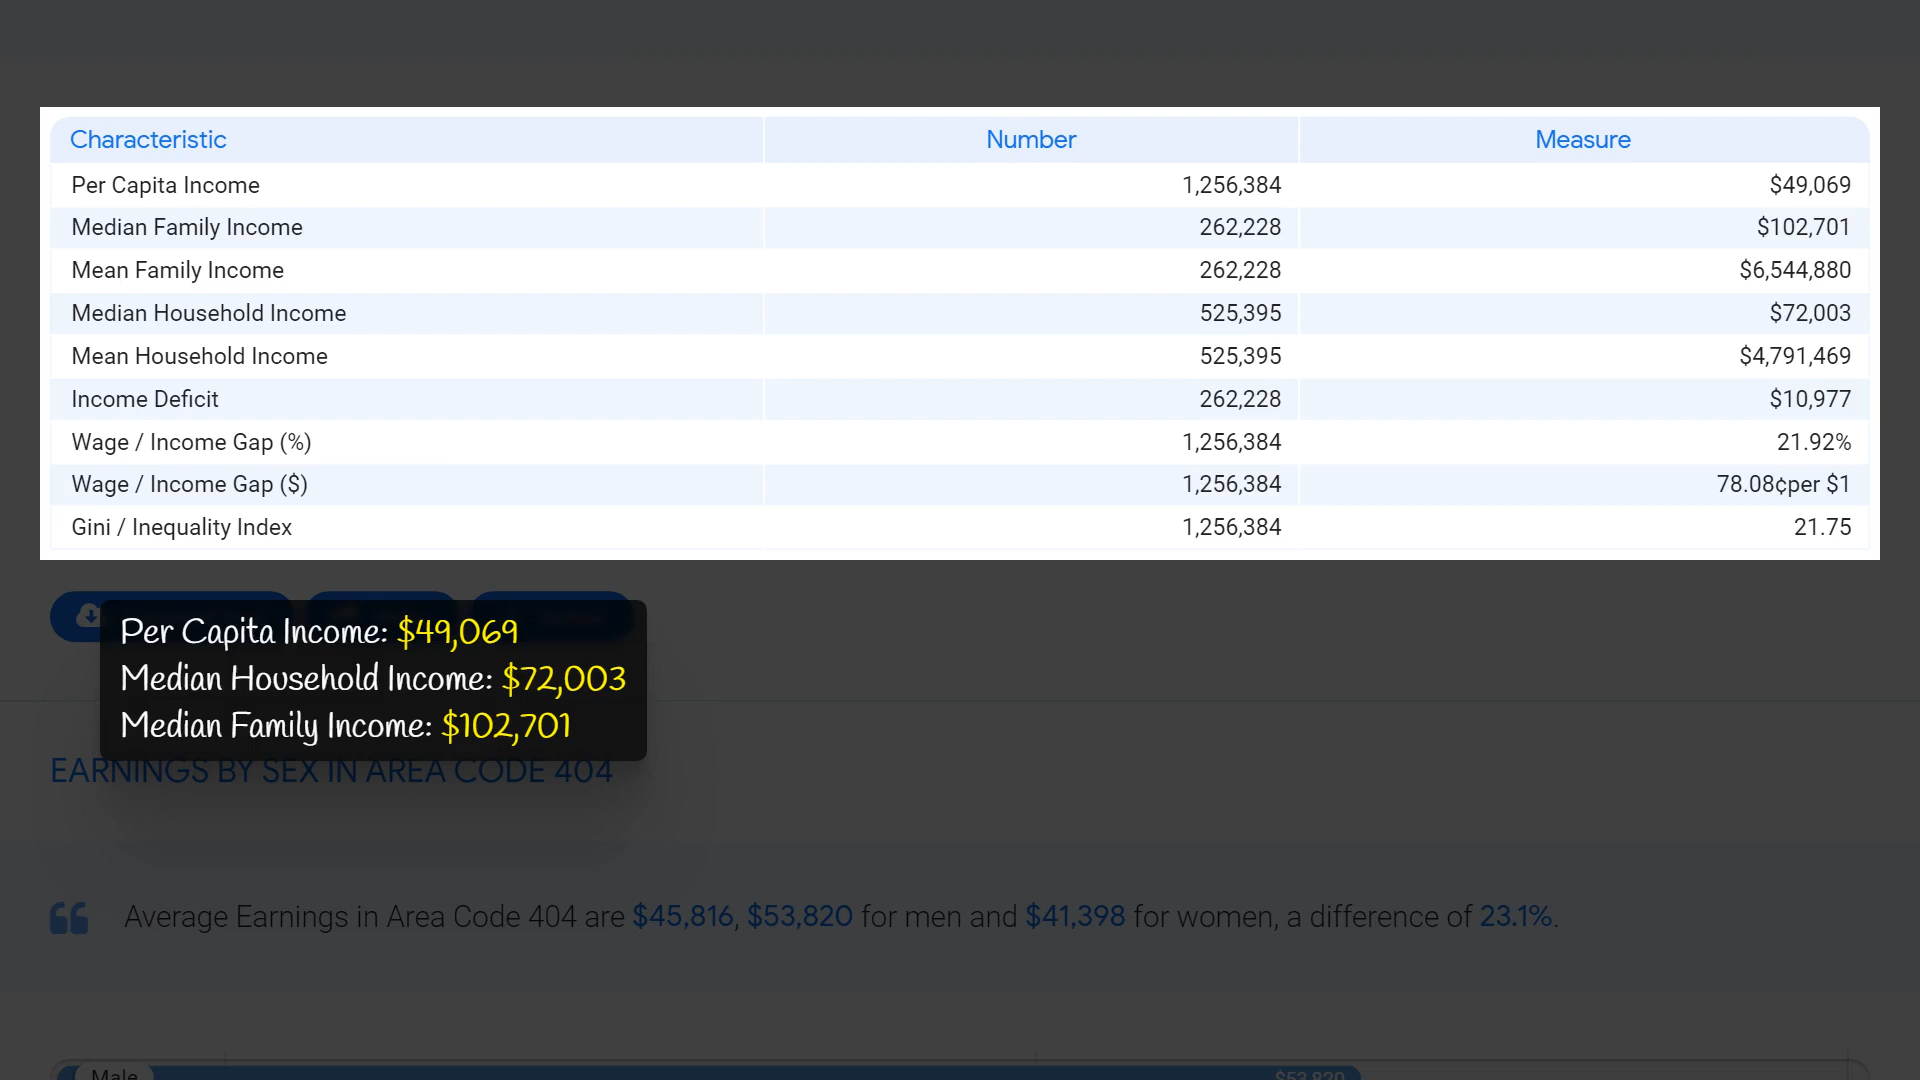 Characteristic Number Measure
Per Capita Income 1,256,384 $49,069
Median Family Income 262,228 $102,701
Mean Family Income 262,228 $6,544,880
Median Household Income 525,395 $72,003
Mean Household Income 525,395 $4,791,469
Income Deficit 262,228 $10,977
Wage / Income Gap (%) 1,256,384 21.92%
Wage / Income Gap ($) 1,256,384 78.08¢per $1
Gini / Inequality Index 1,256,384 21.75
Per Capita Income: $49,069
Median Household Income: $72,003
Median Family Income: $102,701
EARNINGS BY SEX IN AREA CODE 404
Average Earnings in Area Code 404 are $45,816, $53,820 for men and $41,398 for women, a difference of 23.1%.
Male $53,820